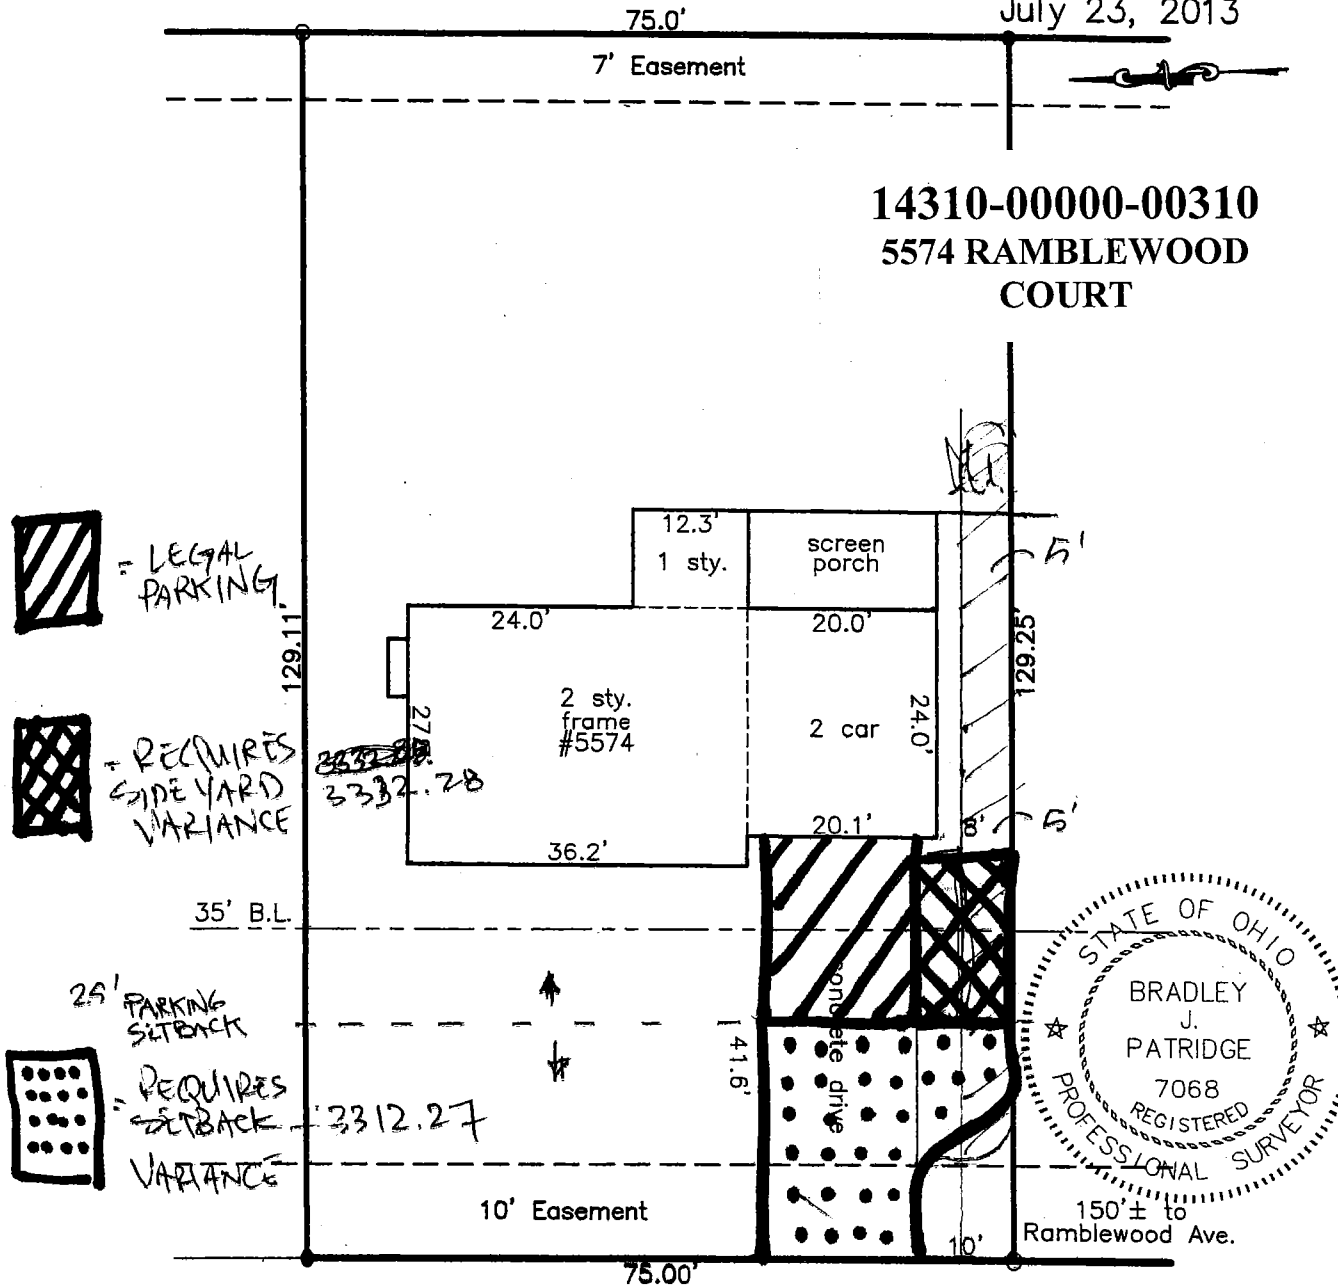 July 23, 2013
75.0'
7' Easement
14310-00000-00310
5574 RAMBLEWOOD
COURT
12.3'
1 sty.
screen
porch
5'
= LEGAL
PARKING
129.11'
24.0'
20.0'
129.25'
2 sty.
frame
#5574
2 car
24.0'
= REQUIRES
SIDE YARD
VARIANCE
3332.28
20.1'
8'
5'
36.2'
35' B.L.
25' PARKING
SETBACK
41.6'
concrete drive
= REQUIRES
SETBACK - 3312.27
VARIANCE
STATE OF OHIO
BRADLEY
J.
PATRIDGE
7068
REGISTERED
PROFESSIONAL SURVEYOR
10' Easement
10'
150'± to
Ramblewood Ave.
75.00'